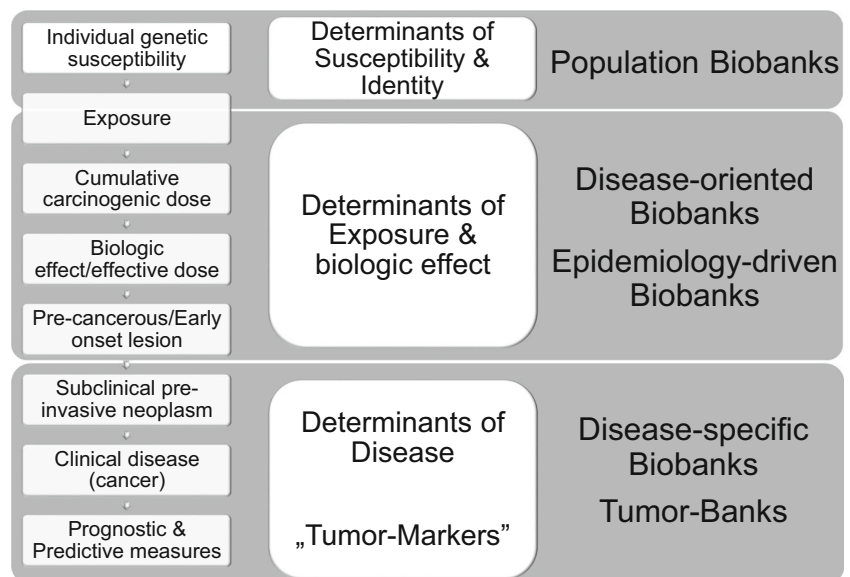 Individual genetic
susceptibility
Exposure
Cumulative
carcinogenic dose
Biologic
effect/effective dose
Pre-cancerous/Early
onset lesion
Subclinical pre-
invasive neoplasm
Clinical disease
(cancer)
Prognostic &
Predictive measures
Determinants of
Susceptibility &
Identity
Determinants of
Exposure &
biologic effect
Determinants of
Disease
„Tumor-Markers”
Population Biobanks
Disease-oriented
Biobanks
Epidemiology-driven
Biobanks
Disease-specific
Biobanks
Tumor-Banks